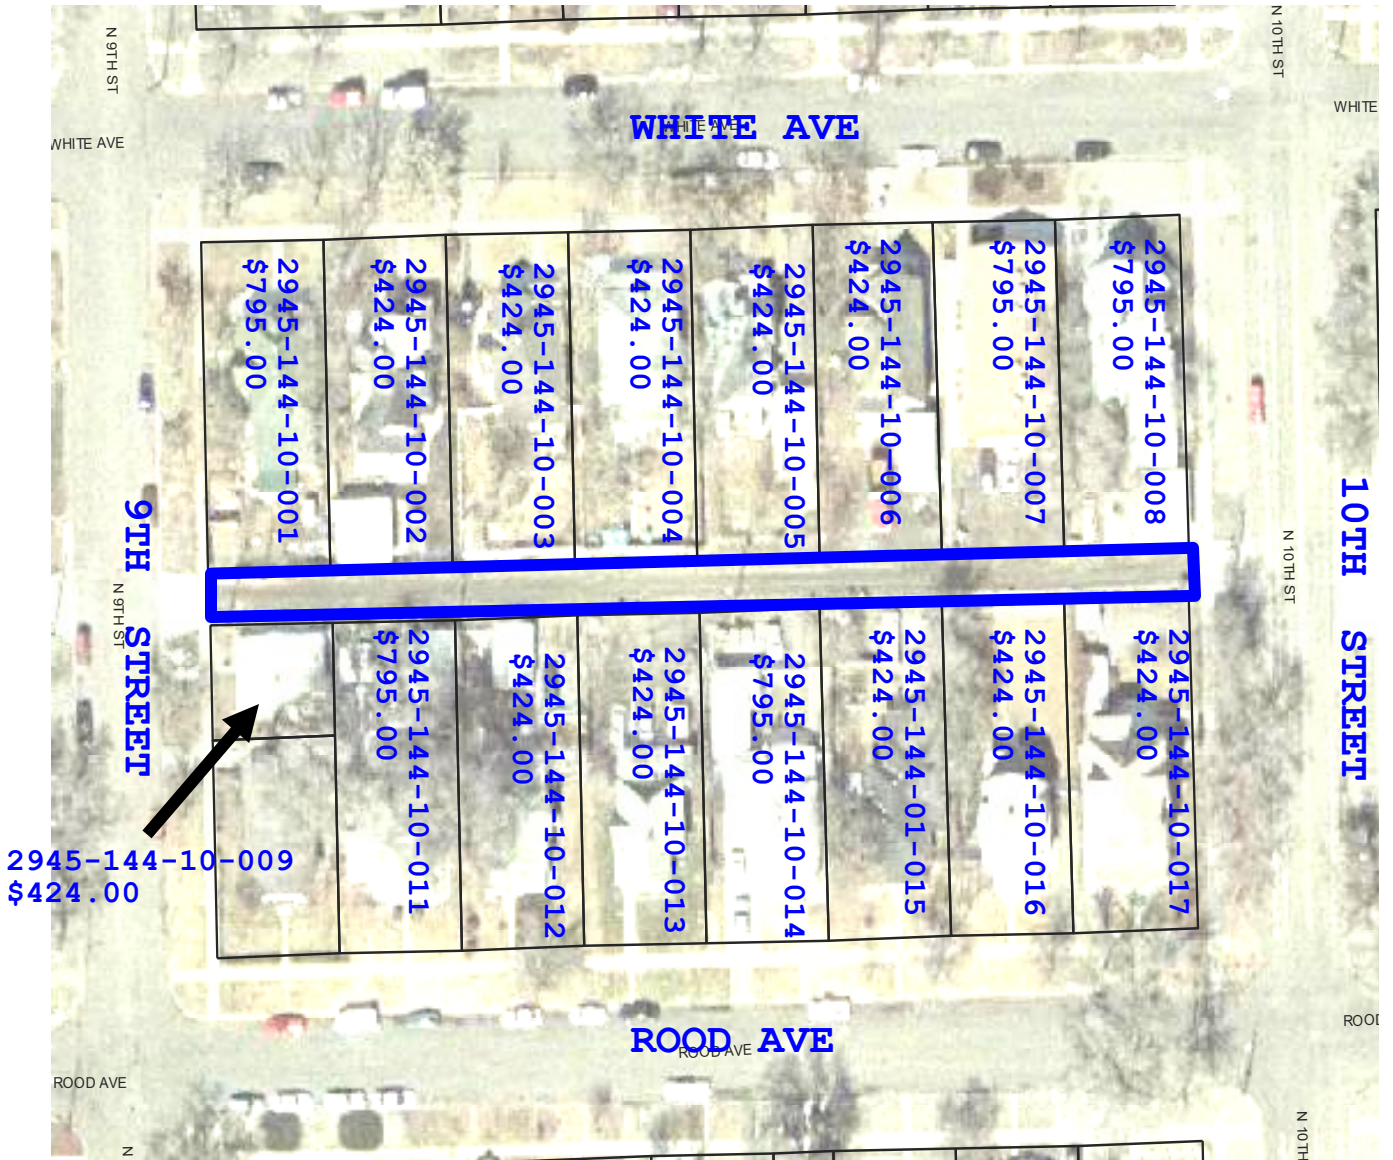 N 9TH ST
N 10TH ST
WHITE AVE
WHITE AVE
WHITE AVE
WHITE
2945-144-10-001
$795.00
2945-144-10-002
$424.00
2945-144-10-003
$424.00
2945-144-10-004
$424.00
2945-144-10-005
$424.00
2945-144-10-006
$424.00
2945-144-10-007
$795.00
2945-144-10-008
$795.00
9TH STREET
N 9TH ST
10TH STREET
N 10TH ST
2945-144-10-009
$424.00
2945-144-10-011
$795.00
2945-144-10-012
$424.00
2945-144-10-013
$424.00
2945-144-10-014
$795.00
2945-144-01-015
$424.00
2945-144-10-016
$424.00
2945-144-10-017
$424.00
ROOD AVE
ROOD AVE
ROOD
ROOD AVE
N
N 10TH